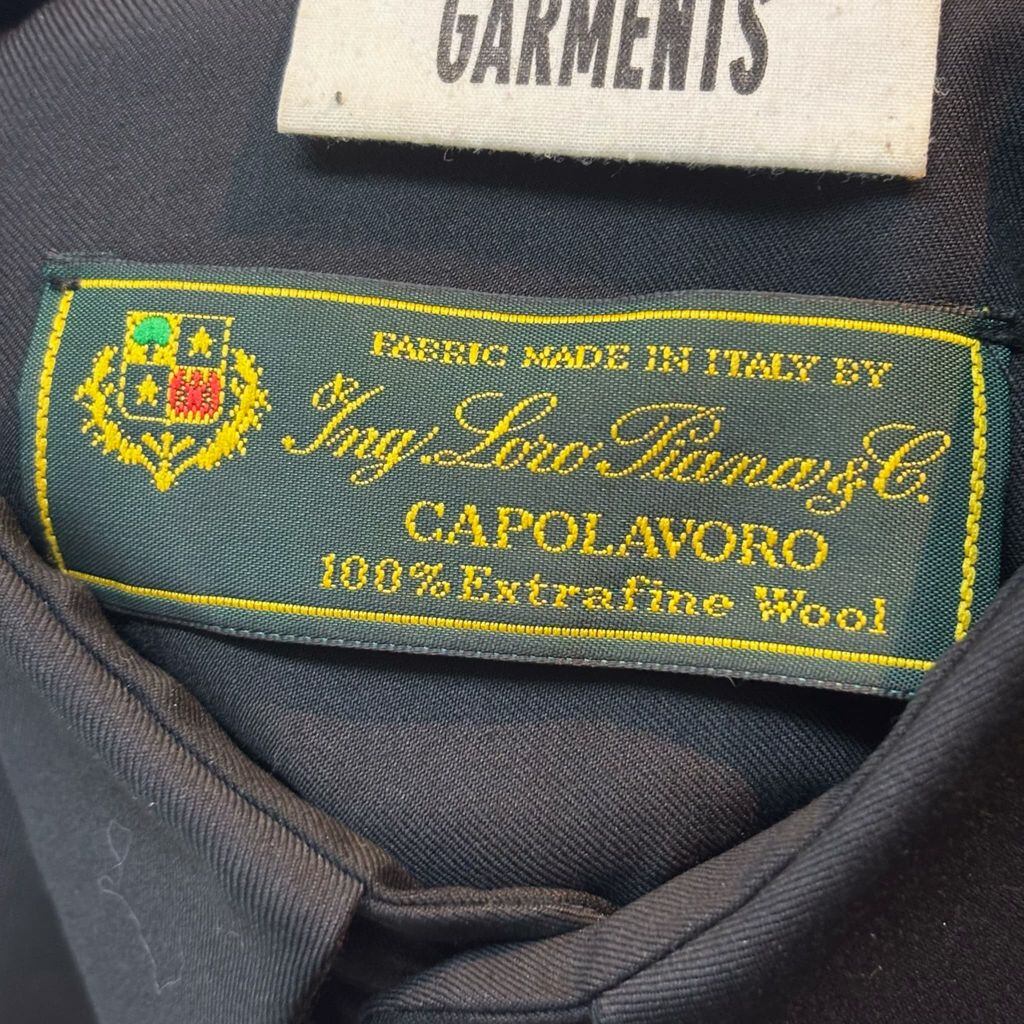 GARMENTS
FABRIC MADE IN ITALY BY
Ing. Loro Piana & C.
CAPOLAVORO
100% Extrafine Wool